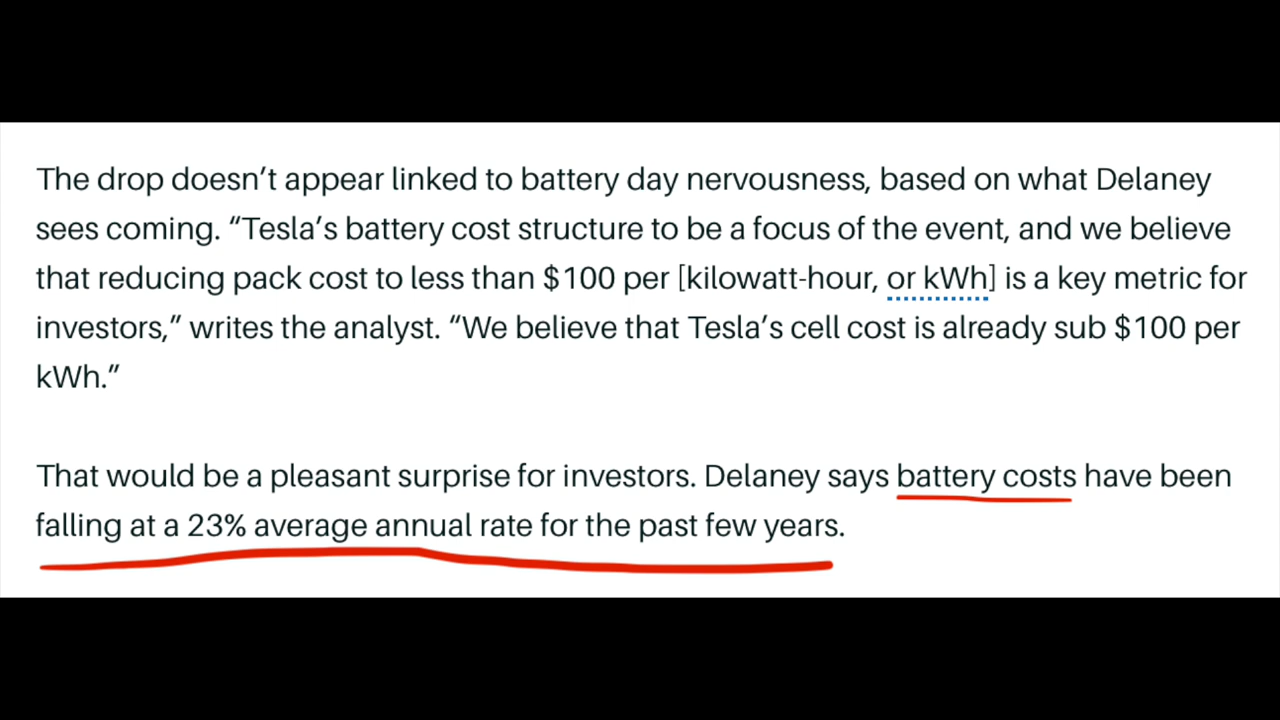 The drop doesn’t appear linked to battery day nervousness, based on what Delaney
sees coming. “Tesla’s battery cost structure to be a focus of the event, and we believe
that reducing pack cost to less than $100 per [kilowatt-hour, or kWh] is a key metric for
investors,” writes the analyst. “We believe that Tesla’s cell cost is already sub $100 per
kWh.”
That would be a pleasant surprise for investors. Delaney says battery costs have been
falling at a 23% average annual rate for the past few years.